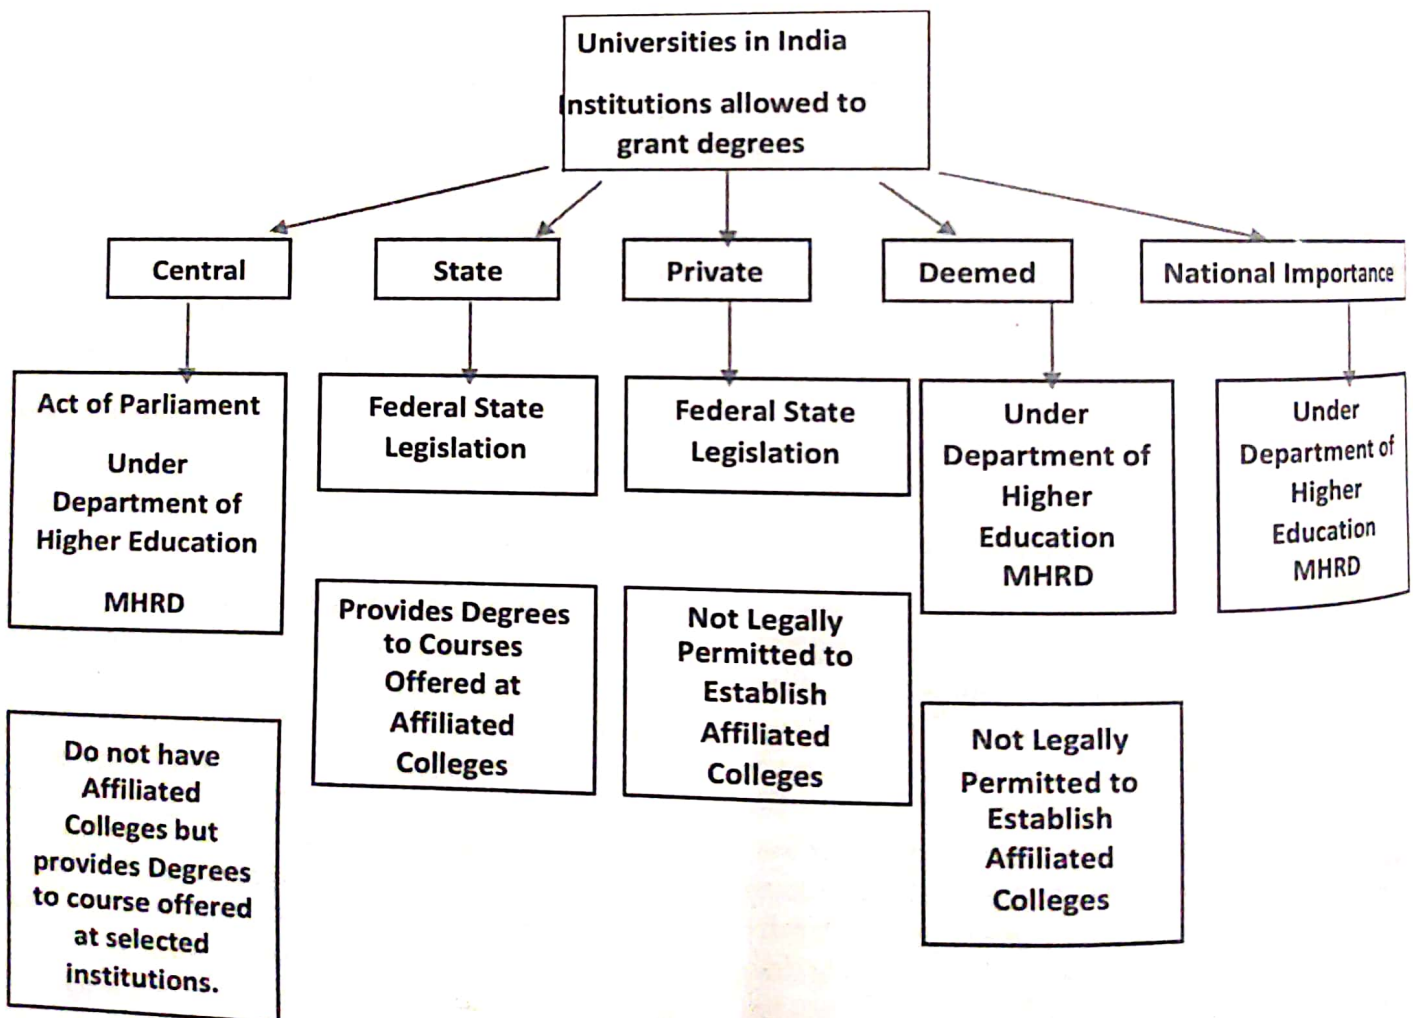 Universities in India
Institutions allowed to
grant degrees
Central
State
Private
Deemed
National Importance
Act of Parliament
Under
Department of
Higher Education
MHRD
Federal State
Legislation
Federal State
Legislation
Under
Department of
Higher
Education
MHRD
Under
Department of
Higher
Education
MHRD
Provides Degrees
to Courses
Offered at
Affiliated
Colleges
Not Legally
Permitted to
Establish
Affiliated
Colleges
Do not have
Affiliated
Colleges but
provides Degrees
to course offered
at selected
institutions.
Not Legally
Permitted to
Establish
Affiliated
Colleges